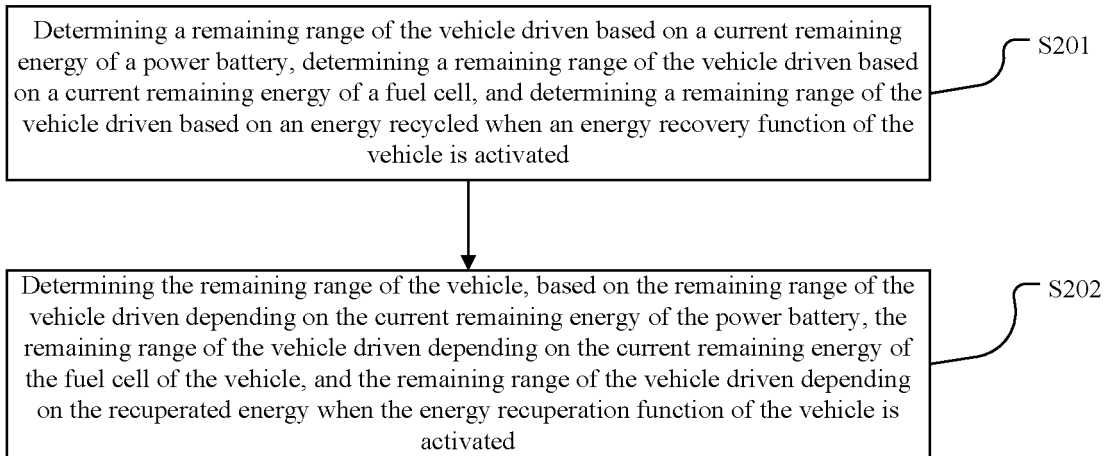 Determining a remaining range of the vehicle driven based on a current remaining
energy of a power battery, determining a remaining range of the vehicle driven based
on a current remaining energy of a fuel cell, and determining a remaining range of the
vehicle driven based on an energy recycled when an energy recovery function of the
vehicle is activated
S201
Determining the remaining range of the vehicle, based on the remaining range of the
vehicle driven depending on the current remaining energy of the power battery, the
remaining range of the vehicle driven depending on the current remaining energy of
the fuel cell of the vehicle, and the remaining range of the vehicle driven depending
on the recuperated energy when the energy recuperation function of the vehicle is
activated
S202